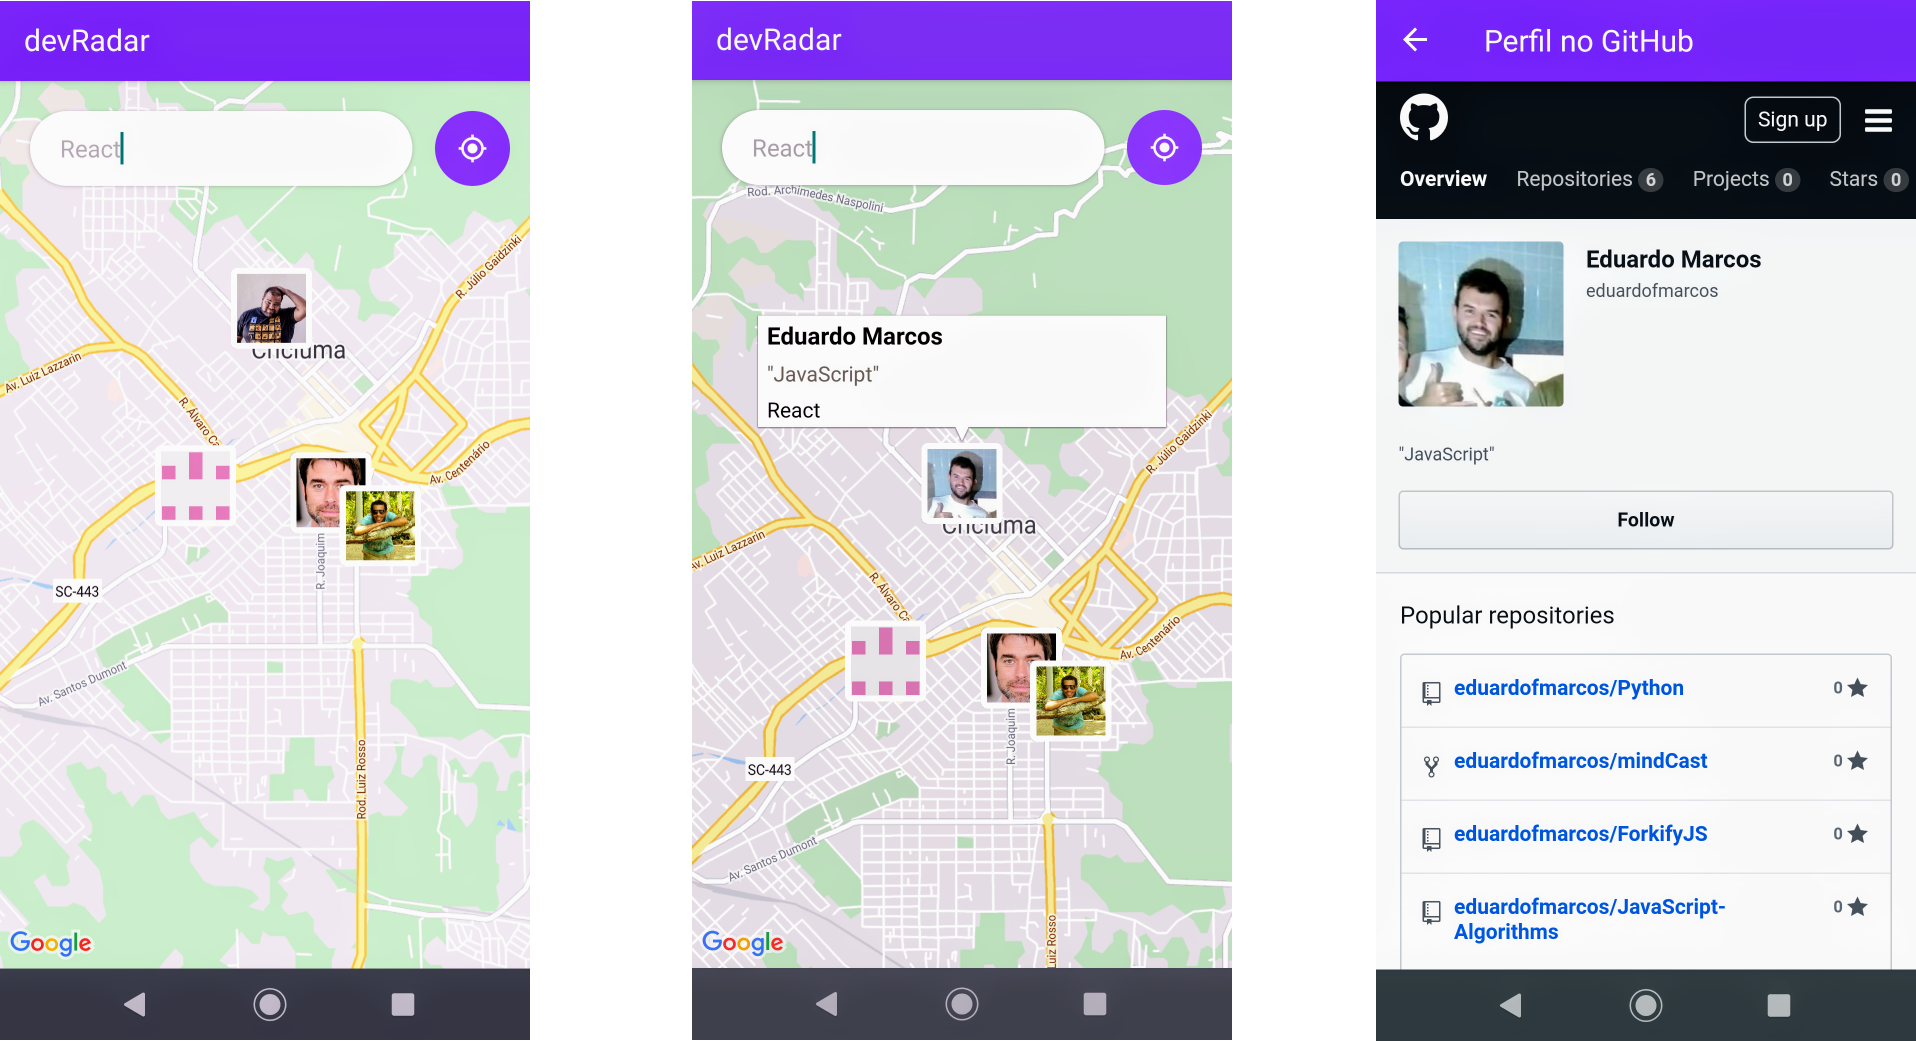 devRadar
React
R. Júlio Gaidzinki
Criciúma
Av. Luiz Lazzarin
R. Álvaro Ca
Av. Centenário
R. Joaquim
SC-443
Av. Santos Dumont
Rod. Luiz Rosso
Google
devRadar
React
Rod. Archimedes Naspolini
Eduardo Marcos
"JavaScript"
React
R. Júlio Gaidzinki
Criciúma
Av. Luiz Lazzarin
R. Álvaro Ca
Av. Centenário
R. Joaquim
SC-443
Av. Santos Dumont
Luiz Rosso
Google
Perfil no GitHub
Sign up
Overview Repositories 6 Projects 0 Stars 0
Eduardo Marcos
eduardofmarcos
"JavaScript"
Follow
Popular repositories
eduardofmarcos/Python 0
eduardofmarcos/mindCast 0
eduardofmarcos/ForkifyJS 0
eduardofmarcos/JavaScript- 0
Algorithms